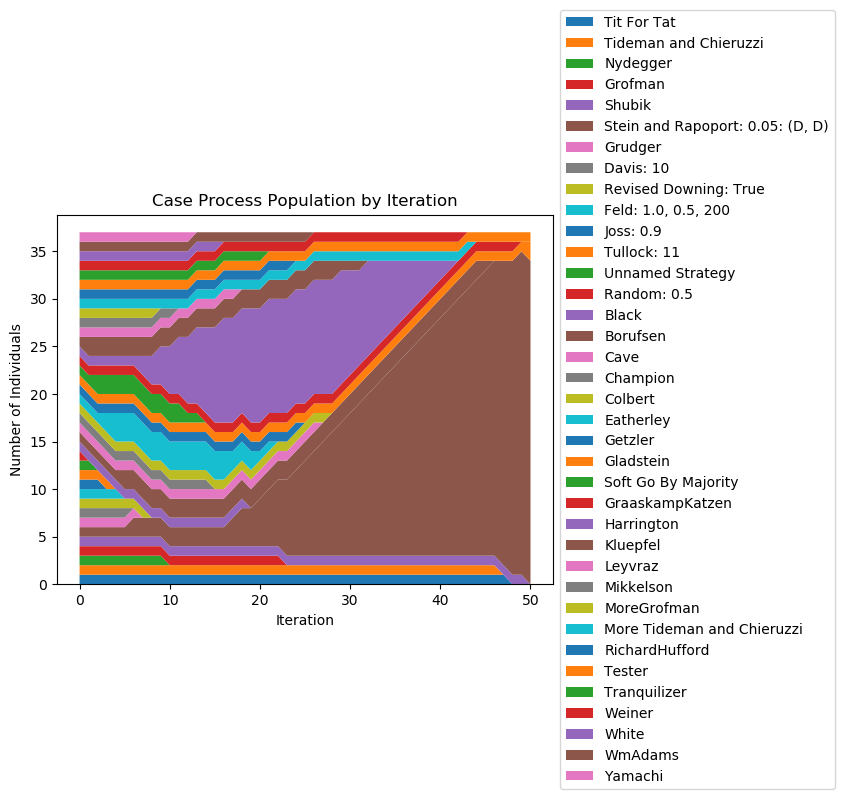 Case Process Population by Iteration
Number of Individuals
35
30
25
20
15
10
5
0
0 10 20 30 40 50
Iteration
Tit For Tat
Tideman and Chieruzzi
Nydegger
Grofman
Shubik
Stein and Rapoport: 0.05: (D, D)
Grudger
Davis: 10
Revised Downing: True
Feld: 1.0, 0.5, 200
Joss: 0.9
Tullock: 11
Unnamed Strategy
Random: 0.5
Black
Borufsen
Cave
Champion
Colbert
Eatherley
Getzler
Gladstein
Soft Go By Majority
GraaskampKatzen
Harrington
Kluepfel
Leyvraz
Mikkelson
MoreGrofman
More Tideman and Chieruzzi
RichardHufford
Tester
Tranquilizer
Weiner
White
WmAdams
Yamachi